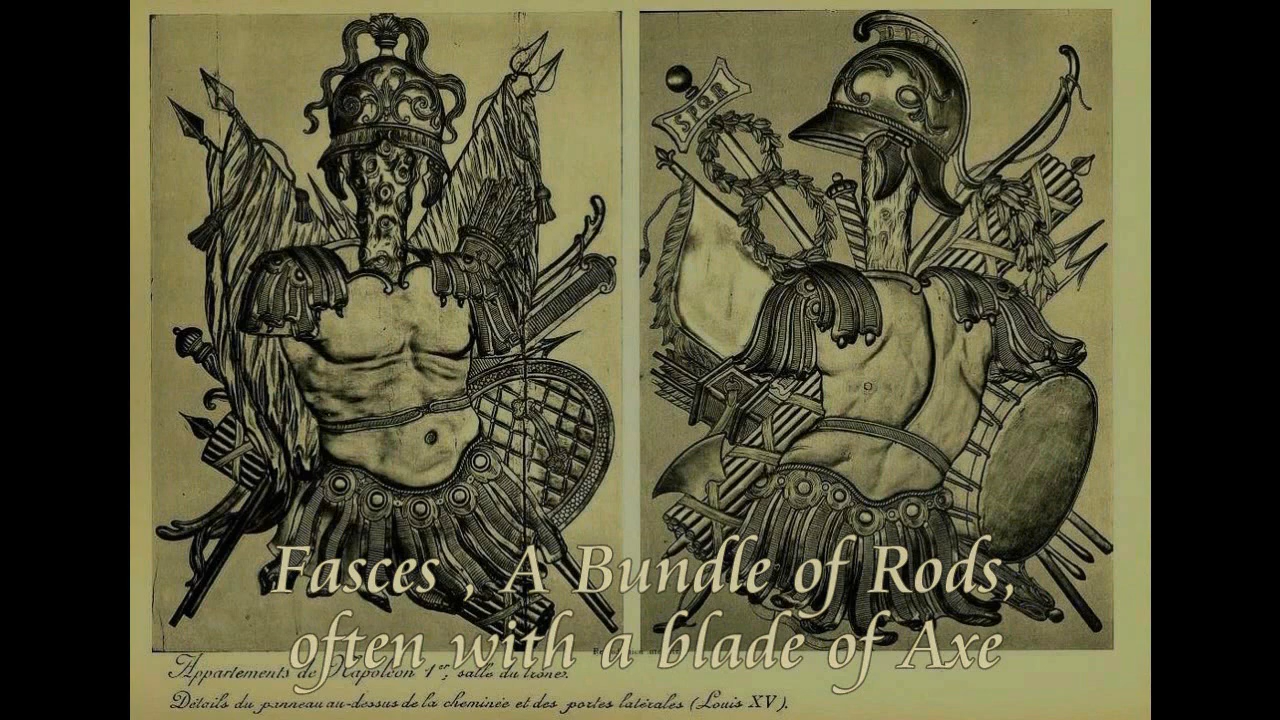 SPQR
Fasces , A Bundle of Rods,
often with a blade of Axe
Appartements de Napoléon 1er, salle du trône.
Détails du panneau au-dessus de la cheminée et des portes latérales (Louis XV).